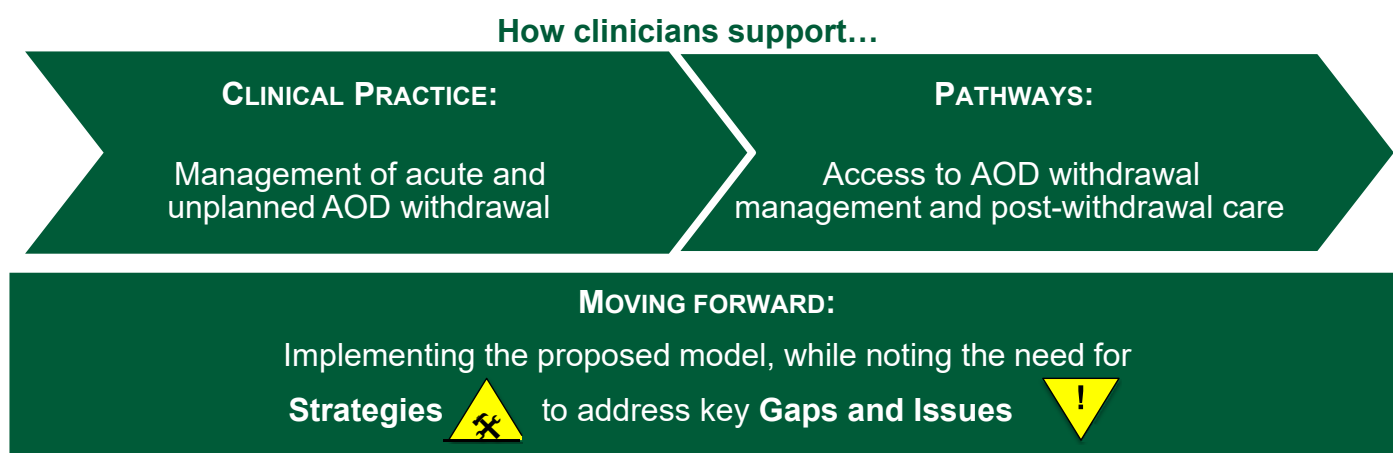 How clinicians support…
CLINICAL PRACTICE:
Management of acute and
unplanned AOD withdrawal
PATHWAYS:
Access to AOD withdrawal
management and post-withdrawal care
MOVING FORWARD:
Implementing the proposed model, while noting the need for
Strategies to address key Gaps and Issues !